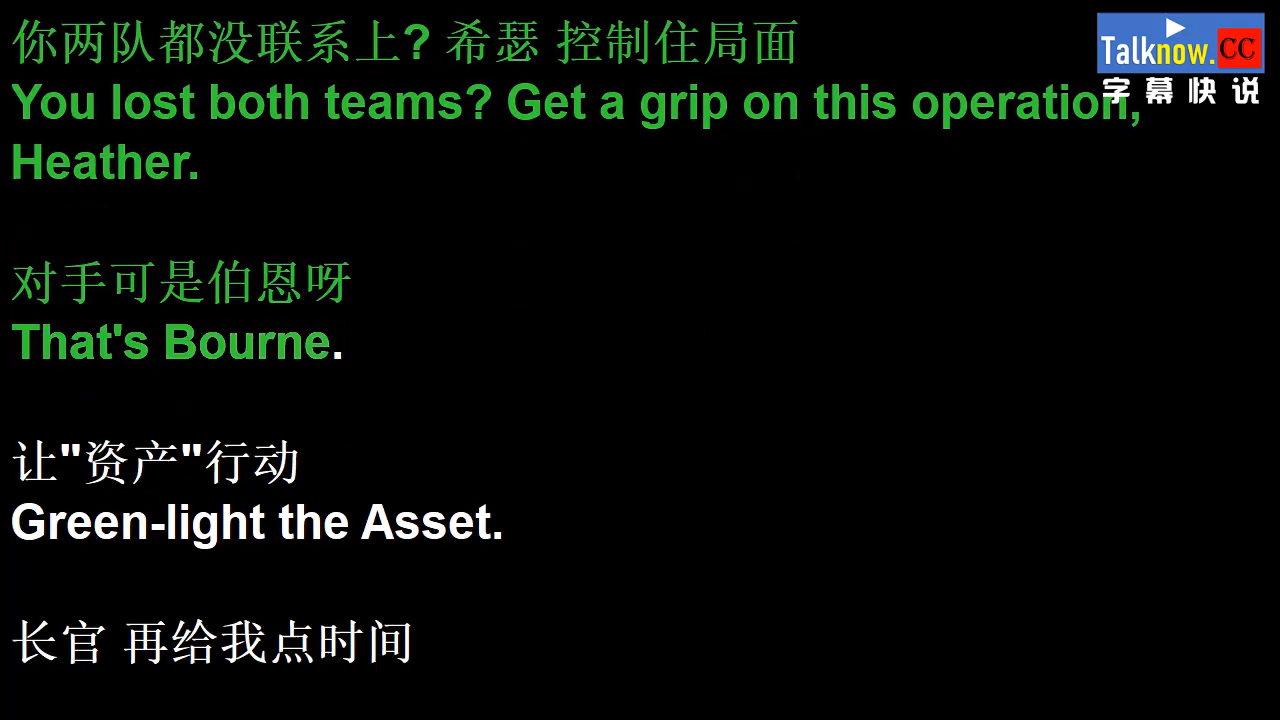 你两队都没联系上? 希瑟 控制住局面
You lost both teams? Get a grip on this operation,
Heather.
对手可是伯恩呀
That's Bourne.
让"资产"行动
Green-light the Asset.
长官 再给我点时间
Talknow.CC
字幕快说